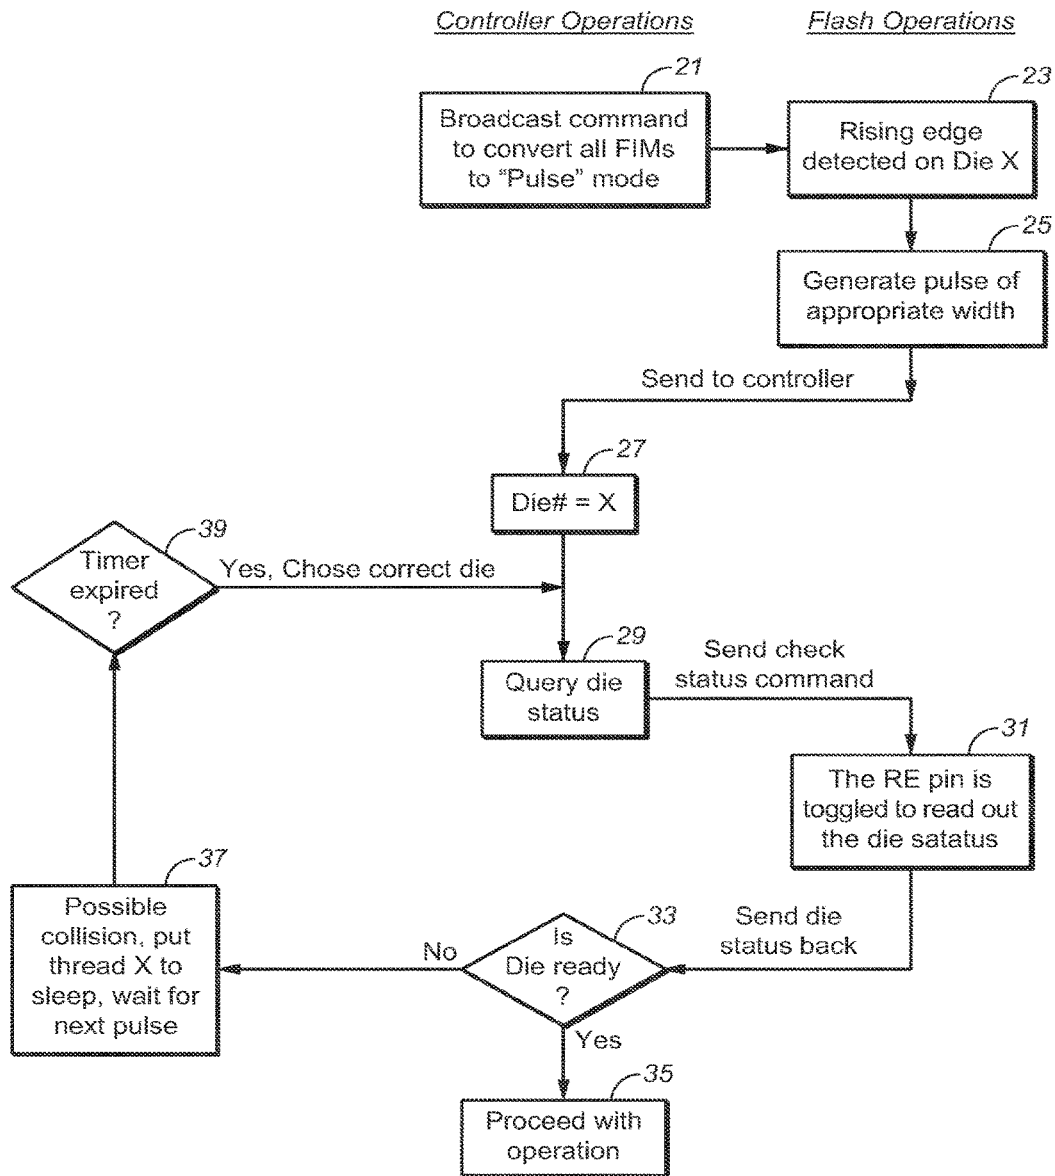 Controller Operations
Flash Operations
21
23
Broadcast command
to convert all FIMs
to “Pulse” mode
Rising edge
detected on Die X
25
Generate pulse of
appropriate width
Send to controller
27
Die# = X
39
Timer
expired
?
Yes, Chose correct die
29
Query die
status
Send check
status command
31
The RE pin is
toggled to read out
the die satatus
37
Possible
collision, put
thread X to
sleep, wait for
next pulse
33
Is
Die ready
?
No
Send die
status back
Yes
35
Proceed with
operation